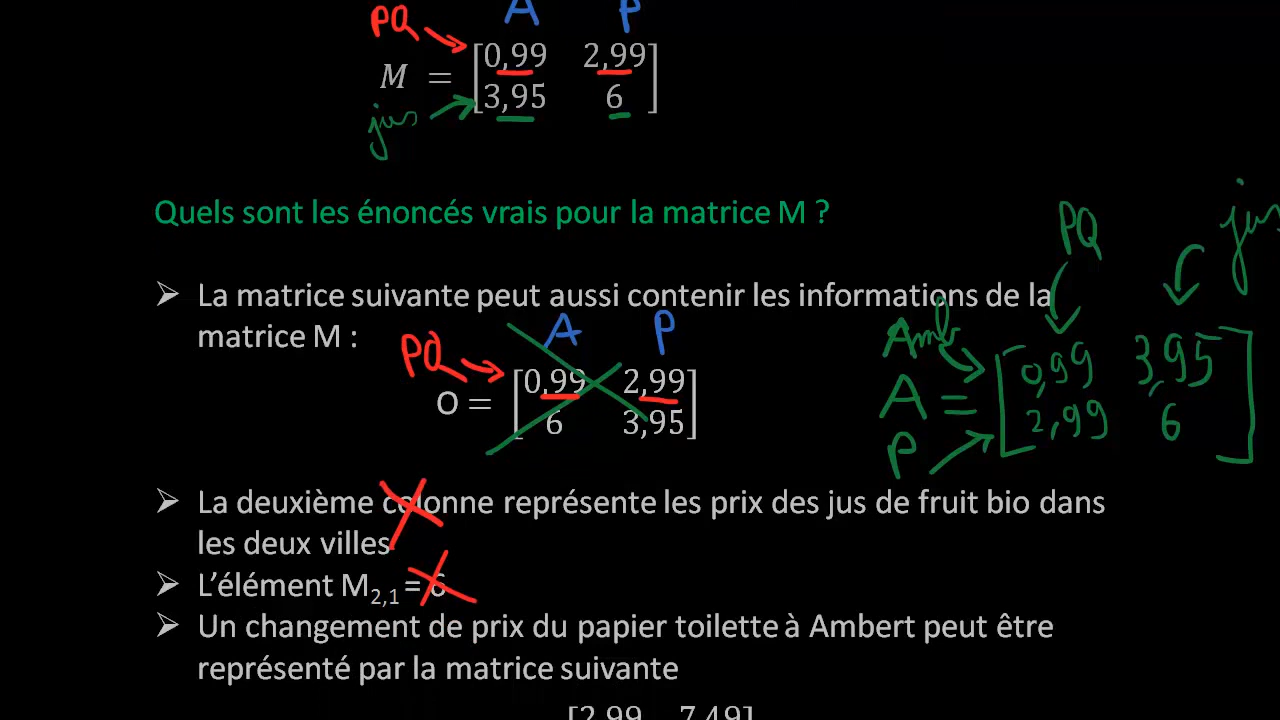 A P
PQ
M = [0,99 2,99]
[3,95 6]
jus
Quels sont les énoncés vrais pour la matrice M ?
PQ jus
➢ La matrice suivante peut aussi contenir les informations de la
matrice M :
A P
PQ
O = [0,99 2,99]
[6 3,95]
Amb
A = [0,99 3,95]
[2,99 6]
P
➢ La deuxième colonne représente les prix des jus de fruit bio dans
les deux villes
➢ L’élément M2,1 = 6
➢ Un changement de prix du papier toilette à Ambert peut être
représenté par la matrice suivante
[2,99 7,49]